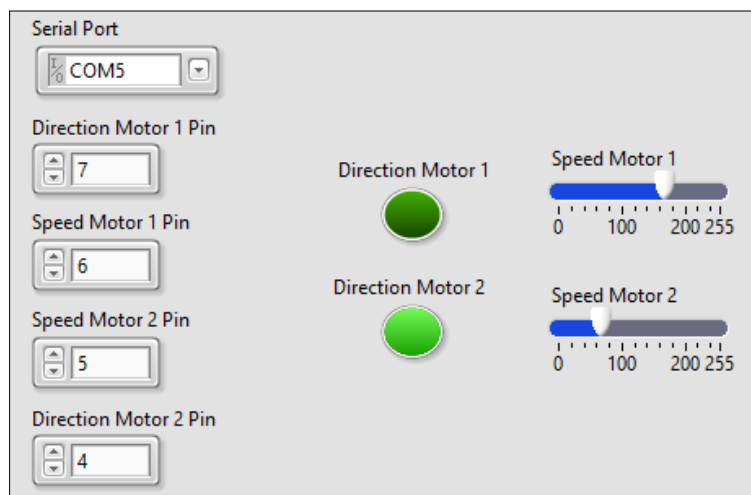 Serial Port
I/O COM5
Direction Motor 1 Pin
7
Speed Motor 1 Pin
6
Speed Motor 2 Pin
5
Direction Motor 2 Pin
4
Direction Motor 1
Direction Motor 2
Speed Motor 1
0 100 200 255
Speed Motor 2
0 100 200 255